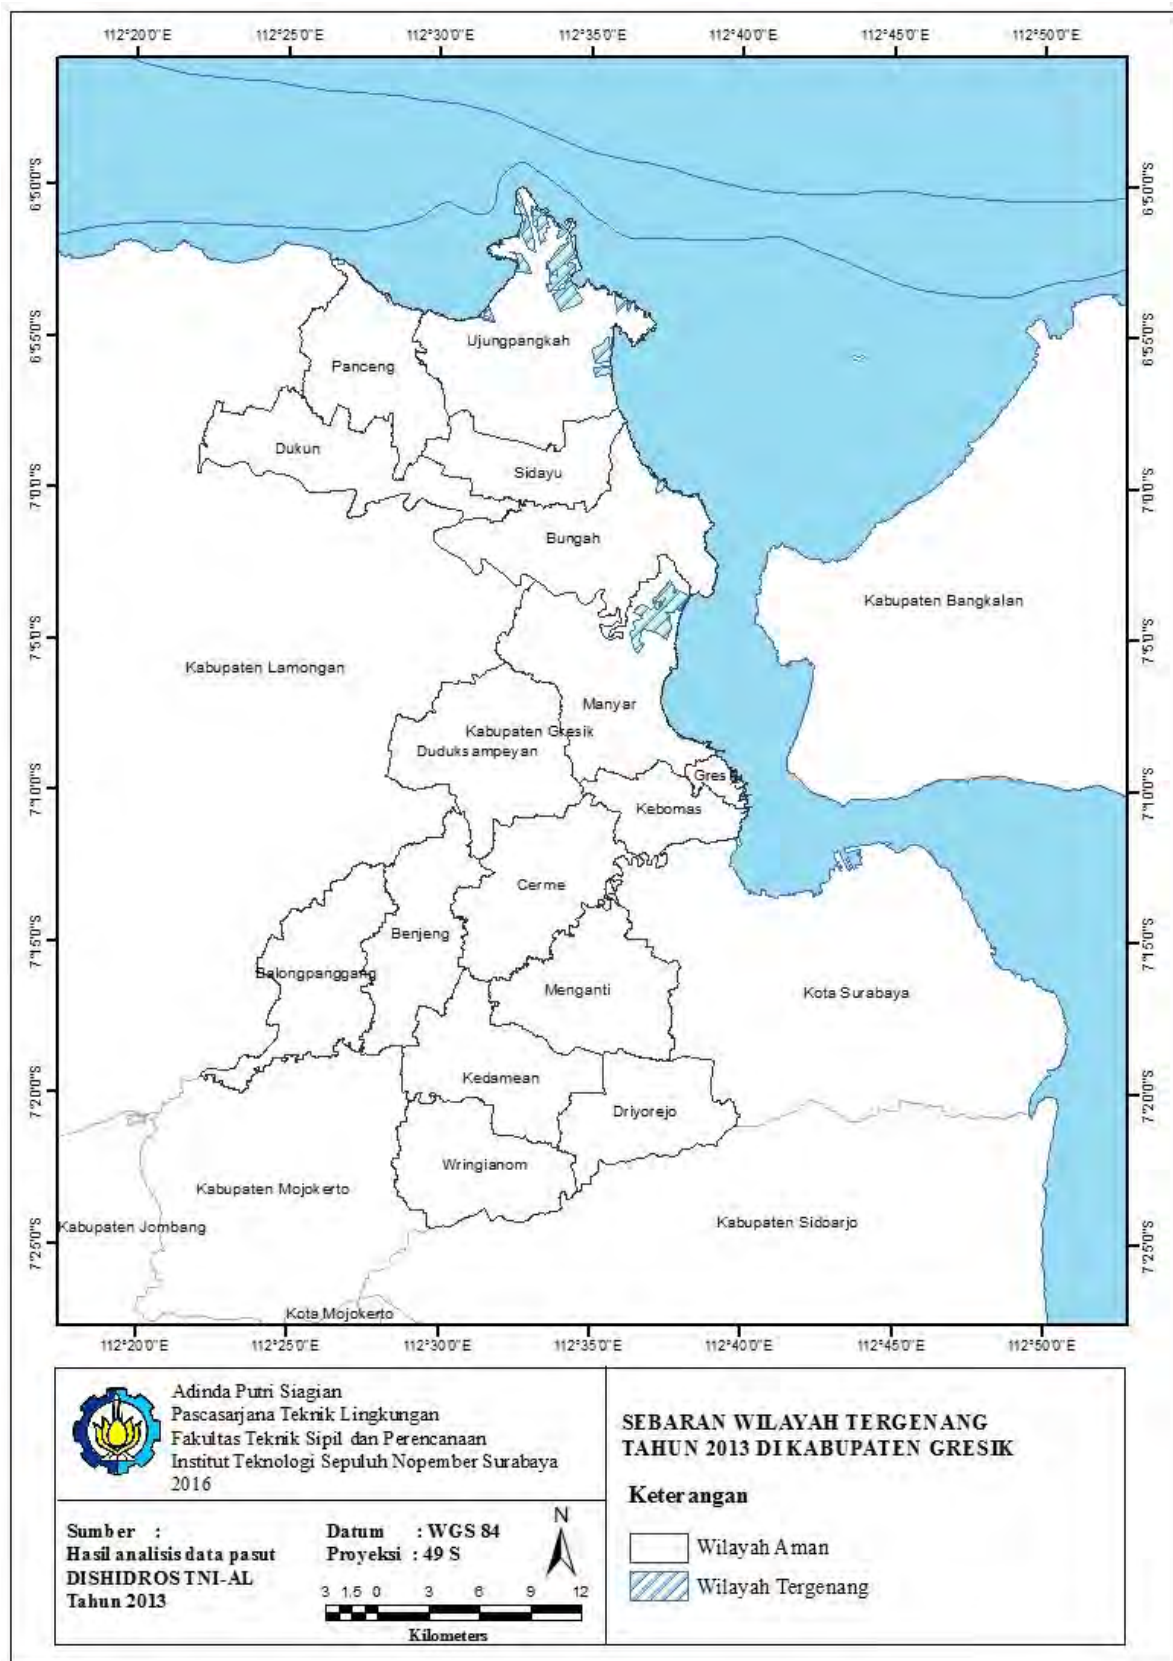 112°20'0"E 112°25'0"E 112°30'0"E 112°35'0"E 112°40'0"E 112°45'0"E 112°50'0"E
6°50'0"S
6°50'0"S
6°55'0"S
6°55'0"S
7°0'0"S
7°0'0"S
7°5'0"S
7°5'0"S
7°10'0"S
7°10'0"S
7°15'0"S
7°15'0"S
7°20'0"S
7°20'0"S
7°25'0"S
7°25'0"S
Ujungpangkah
Panceng
Dukun
Sidayu
Bungah
Kabupaten Bangkalan
Kabupaten Lamongan
Manyar
Kabupaten Gresik
Duduksampeyan
Kebomas
Cerme
Benjeng
Balongpanggang
Menganti
Kota Surabaya
Kedamean
Driyorejo
Wringianom
Kabupaten Mojokerto
Kabupaten Jombang
Kabupaten Sidoarjo
Kota Mojokerto
112°20'0"E 112°25'0"E 112°30'0"E 112°35'0"E 112°40'0"E 112°45'0"E 112°50'0"E
Adinda Putri Siagian
Pascasarjana Teknik Lingkungan
Fakultas Teknik Sipil dan Perencanaan
Institut Teknologi Sepuluh Nopember Surabaya
2016
SEBARAN WILAYAH TERGENANG
TAHUN 2013 DI KABUPATEN GRESIK
Keterangan
Wilayah Aman
Wilayah Tergenang
Sumber :
Hasil analisis data pasut
DISHIDROS TNI-AL
Tahun 2013
Datum : WGS 84
Proyeksi : 49 S
N
3 1.5 0 3 6 9 12
Kilometers